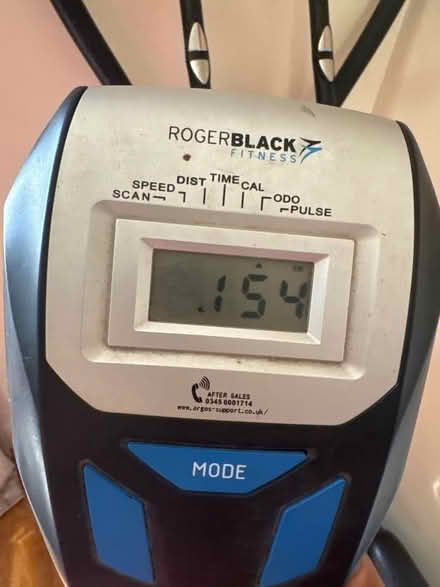 ROGERBLACK
FITNESS
SCAN SPEED DIST TIME CAL ODO PULSE
.154
AFTER SALES
0345 6001714
www.argos-support.co.uk/
MODE